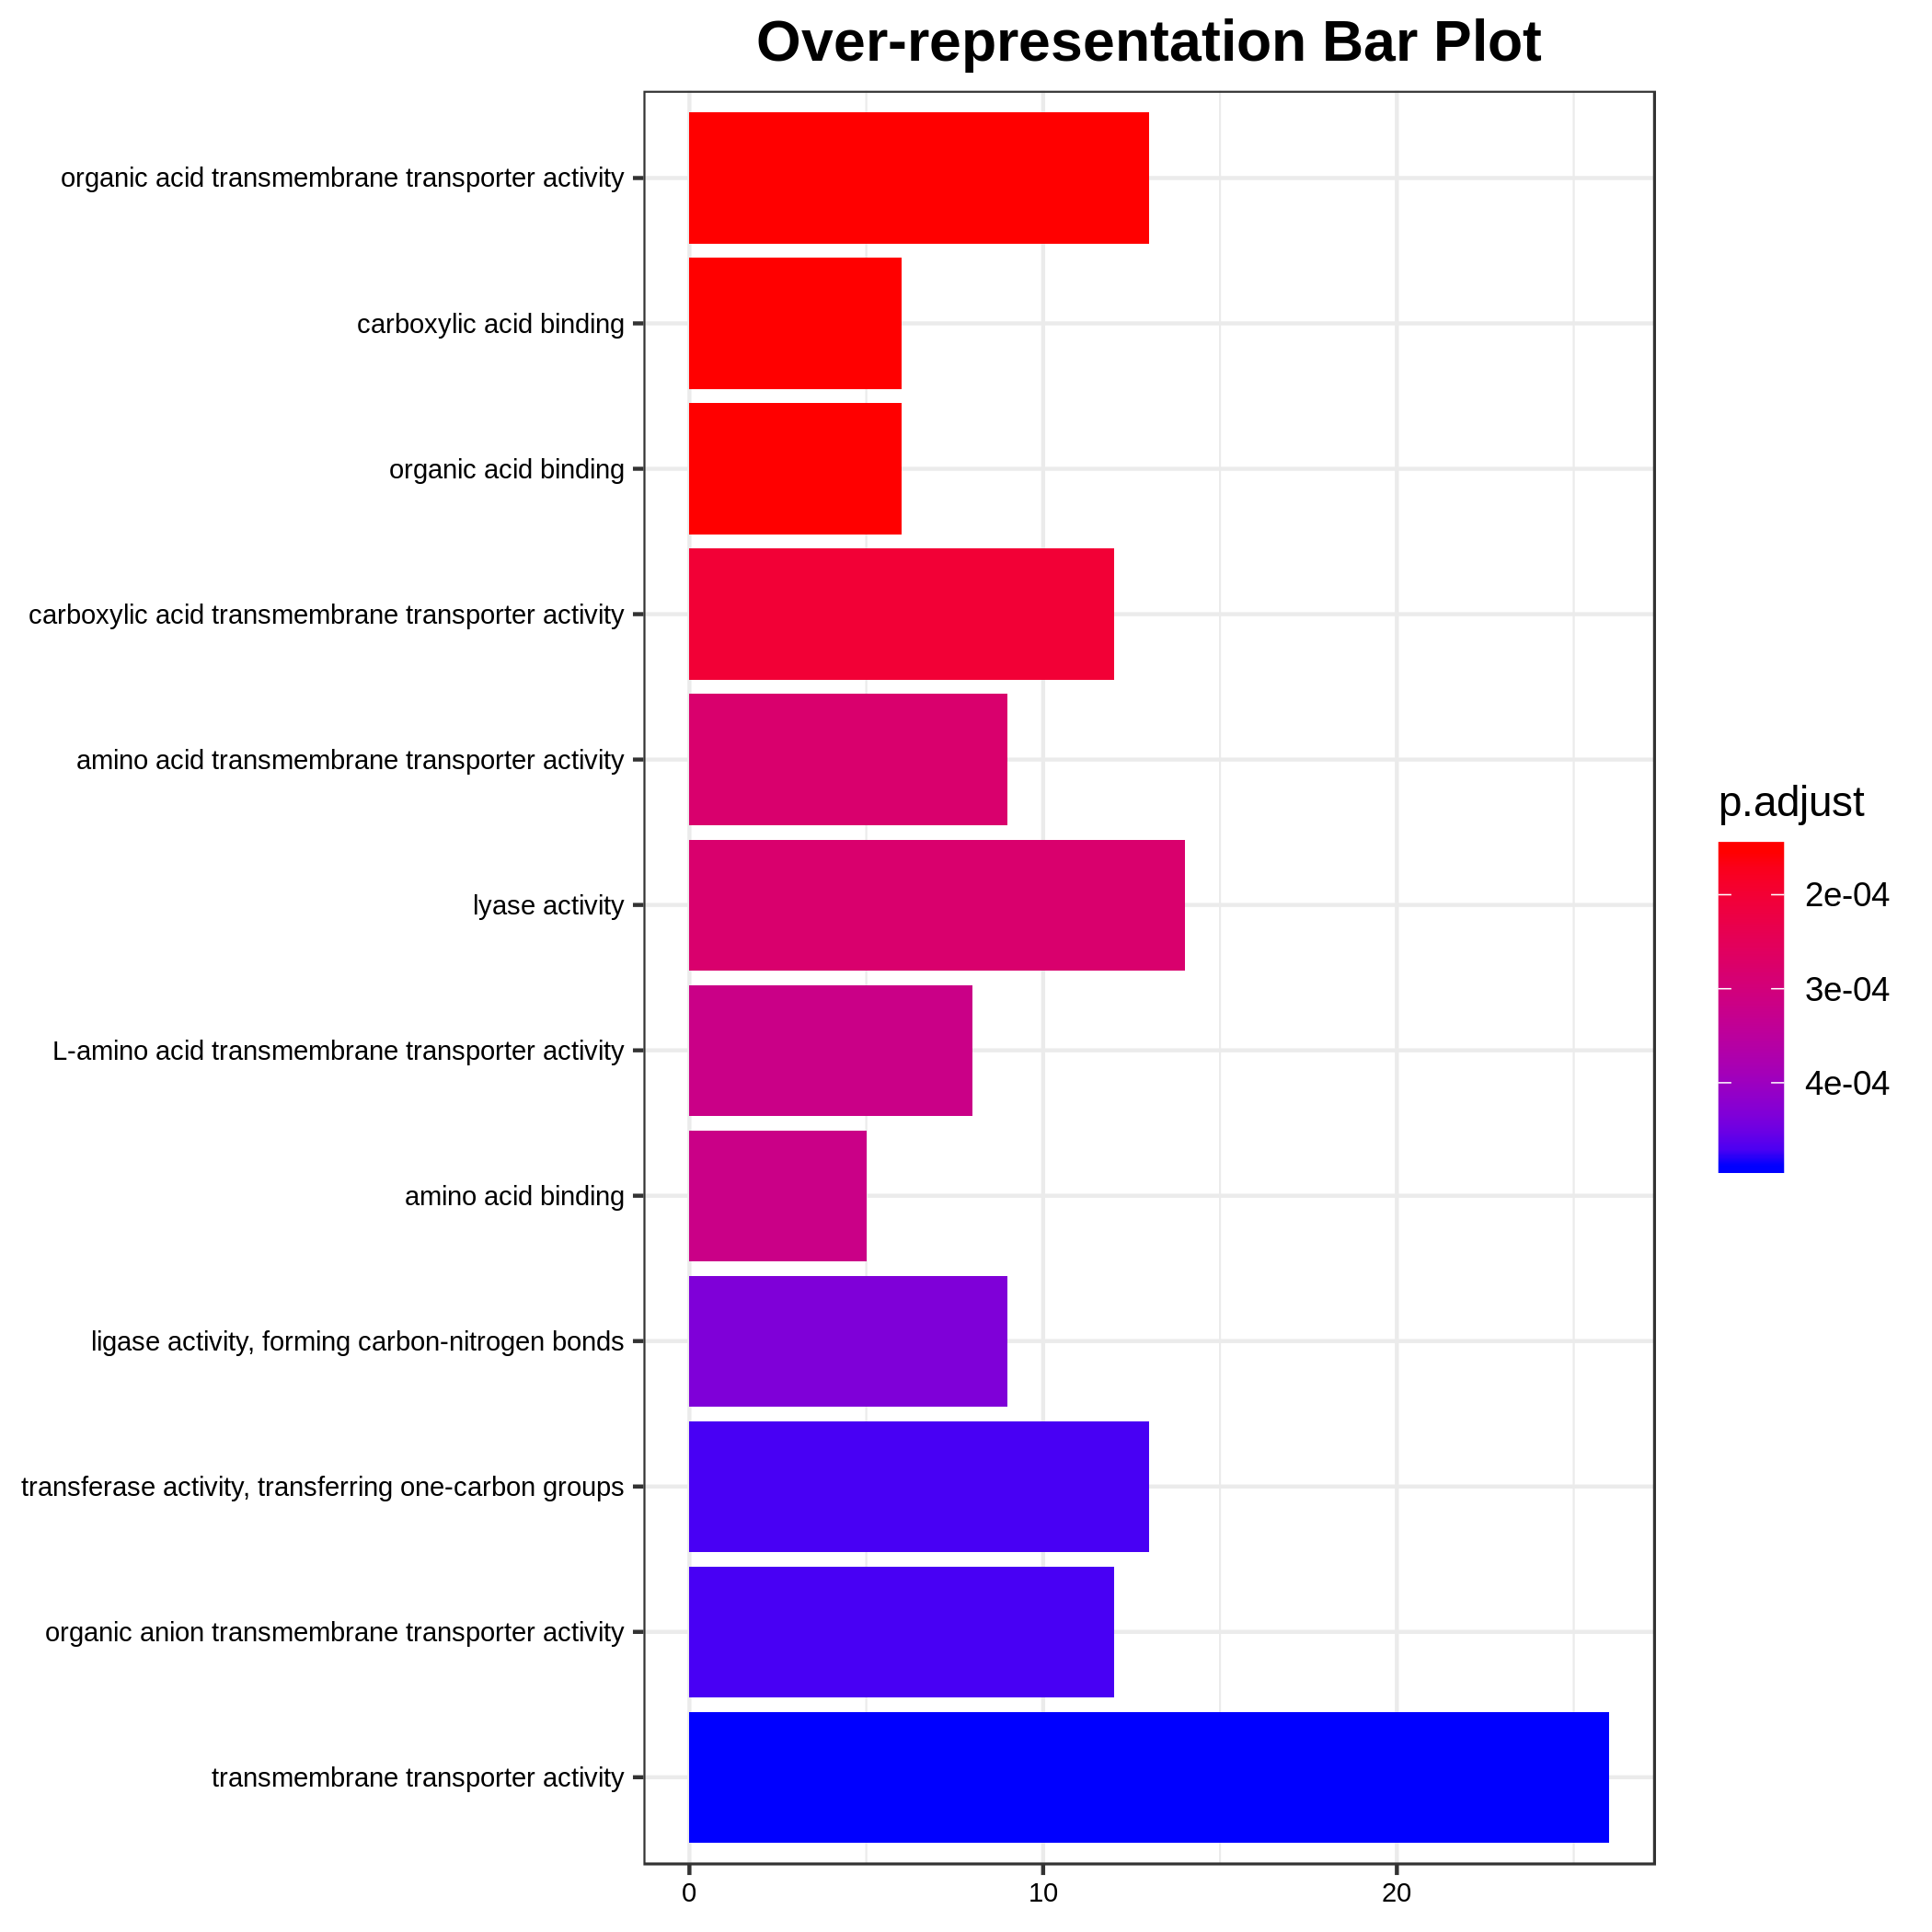 Over-representation Bar Plot
organic acid transmembrane transporter activity
carboxylic acid binding
organic acid binding
carboxylic acid transmembrane transporter activity
amino acid transmembrane transporter activity
lyase activity
L-amino acid transmembrane transporter activity
amino acid binding
ligase activity, forming carbon-nitrogen bonds
transferase activity, transferring one-carbon groups
organic anion transmembrane transporter activity
transmembrane transporter activity
0 10 20
p.adjust
2e-04
3e-04
4e-04